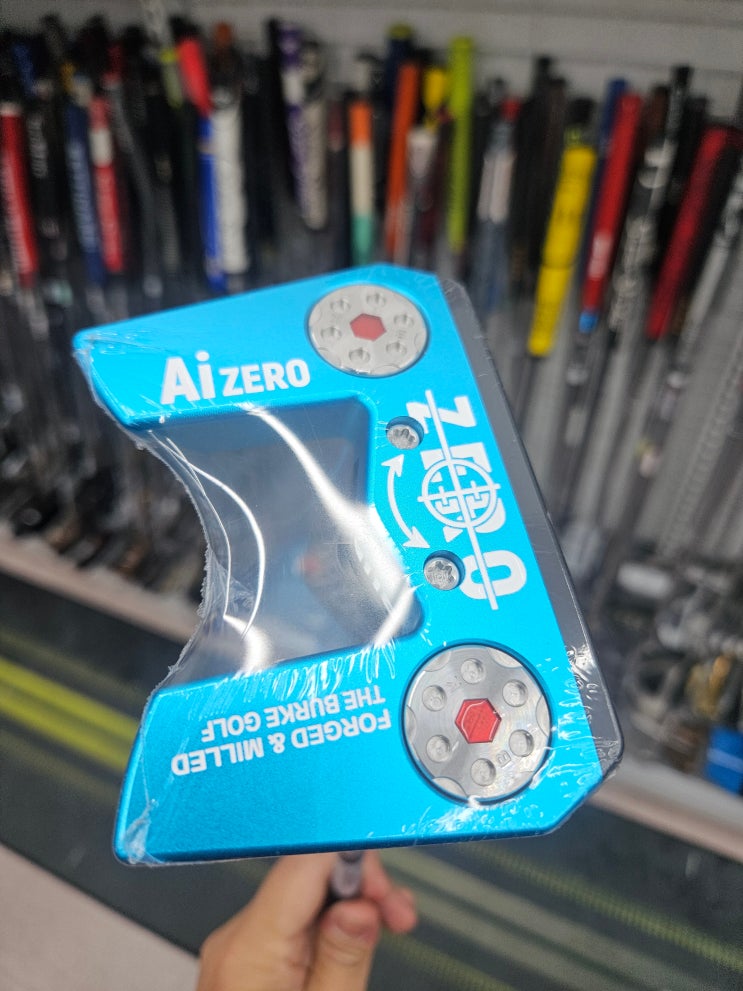 Ai ZERO
ZERO
FORGED & MILLED
THE BURKE GOLF